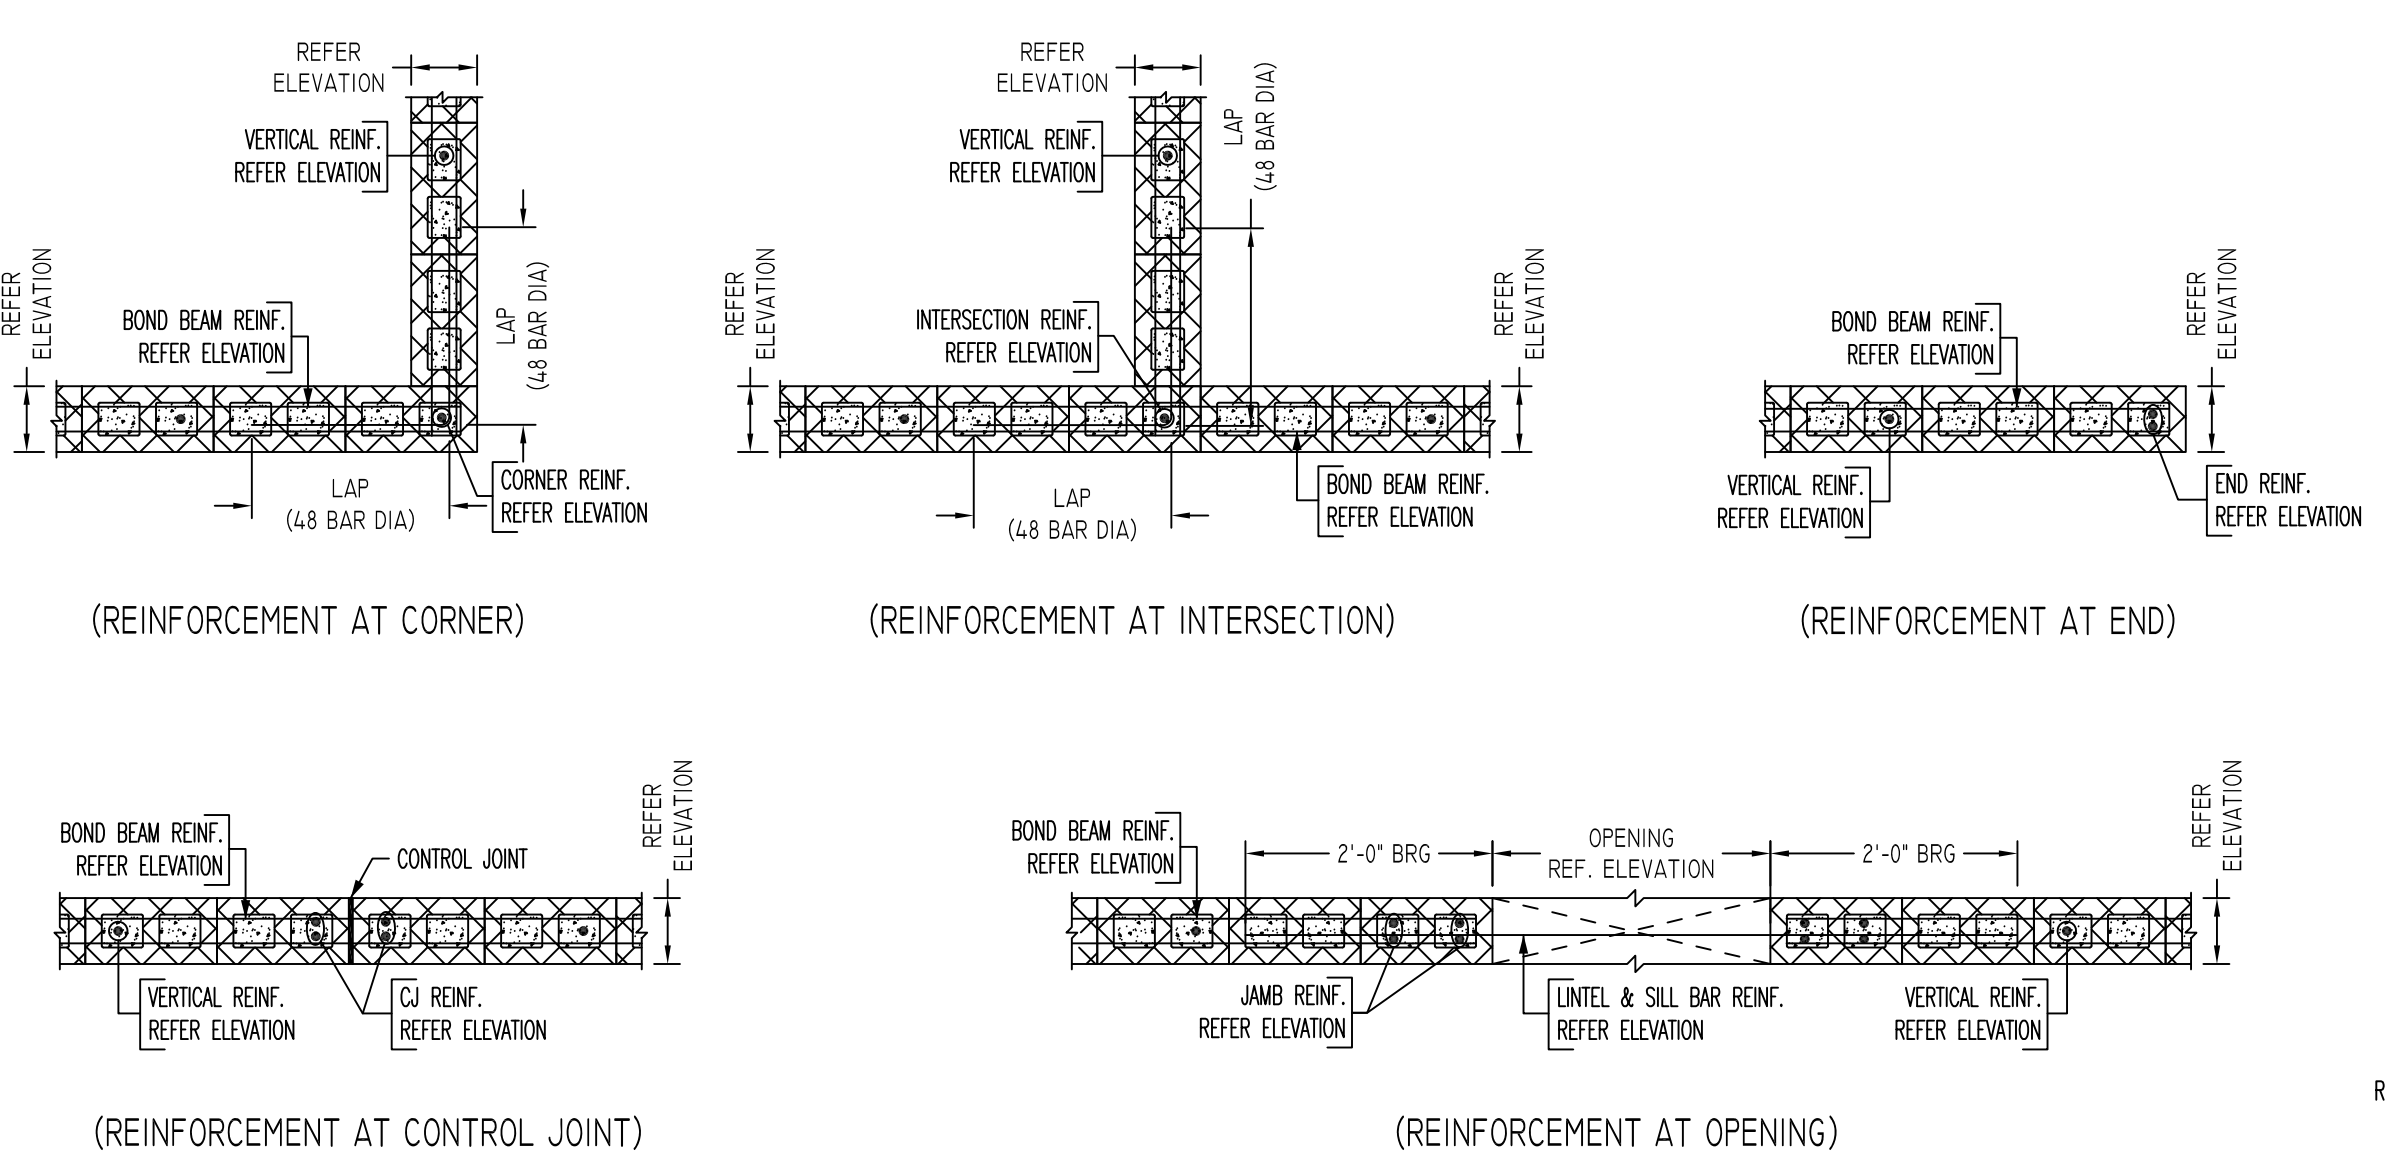 REFER
ELEVATION
VERTICAL REINF.
REFER ELEVATION
REFER
ELEVATION
BOND BEAM REINF.
REFER ELEVATION
LAP
(48 BAR DIA)
CORNER REINF.
REFER ELEVATION
LAP
(48 BAR DIA)
(REINFORCEMENT AT CORNER)
REFER
ELEVATION
LAP
(48 BAR DIA)
VERTICAL REINF.
REFER ELEVATION
REFER
ELEVATION
INTERSECTION REINF.
REFER ELEVATION
REFER
ELEVATION
LAP
(48 BAR DIA)
BOND BEAM REINF.
REFER ELEVATION
(REINFORCEMENT AT INTERSECTION)
BOND BEAM REINF.
REFER ELEVATION
REFER
ELEVATION
VERTICAL REINF.
REFER ELEVATION
END REINF.
REFER ELEVATION
(REINFORCEMENT AT END)
BOND BEAM REINF.
REFER ELEVATION
CONTROL JOINT
REFER
ELEVATION
VERTICAL REINF.
REFER ELEVATION
CJ REINF.
REFER ELEVATION
(REINFORCEMENT AT CONTROL JOINT)
BOND BEAM REINF.
REFER ELEVATION
2'-0" BRG
OPENING
REF. ELEVATION
2'-0" BRG
REFER
ELEVATION
JAMB REINF.
REFER ELEVATION
LINTEL & SILL BAR REINF.
REFER ELEVATION
VERTICAL REINF.
REFER ELEVATION
R
(REINFORCEMENT AT OPENING)